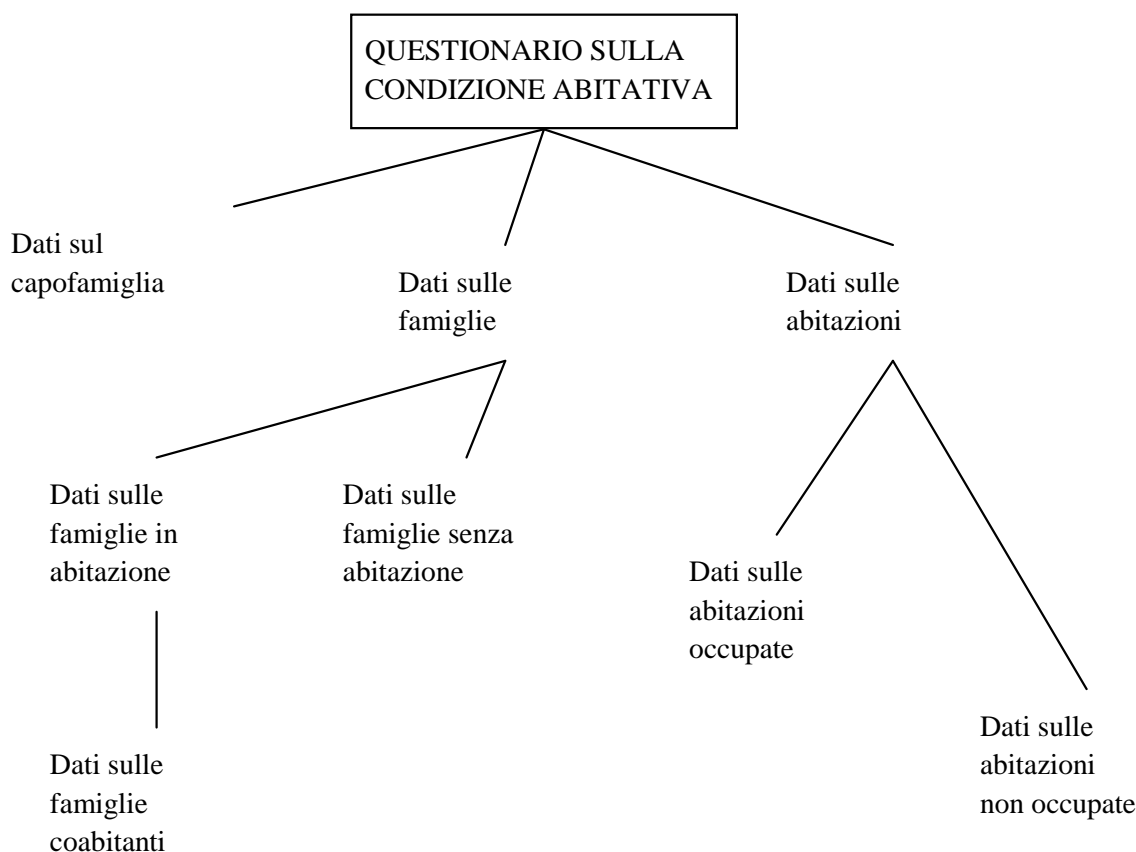 QUESTIONARIO SULLA
CONDIZIONE ABITATIVA
Dati sul
capofamiglia
Dati sulle
famiglie
Dati sulle
abitazioni
Dati sulle
famiglie in
abitazione
Dati sulle
famiglie senza
abitazione
Dati sulle
abitazioni
occupate
Dati sulle
abitazioni
non occupate
Dati sulle
famiglie
coabitanti